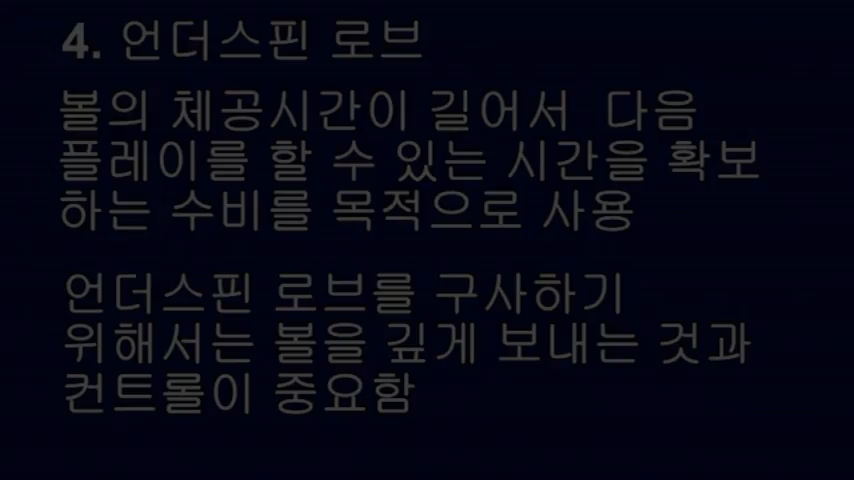 4. 언더스핀 로브
볼의 체공시간이 길어서 다음
플레이를 할 수 있는 시간을 확보
하는 수비를 목적으로 사용
언더스핀 로브를 구사하기
위해서는 볼을 깊게 보내는 것과
컨트롤이 중요함